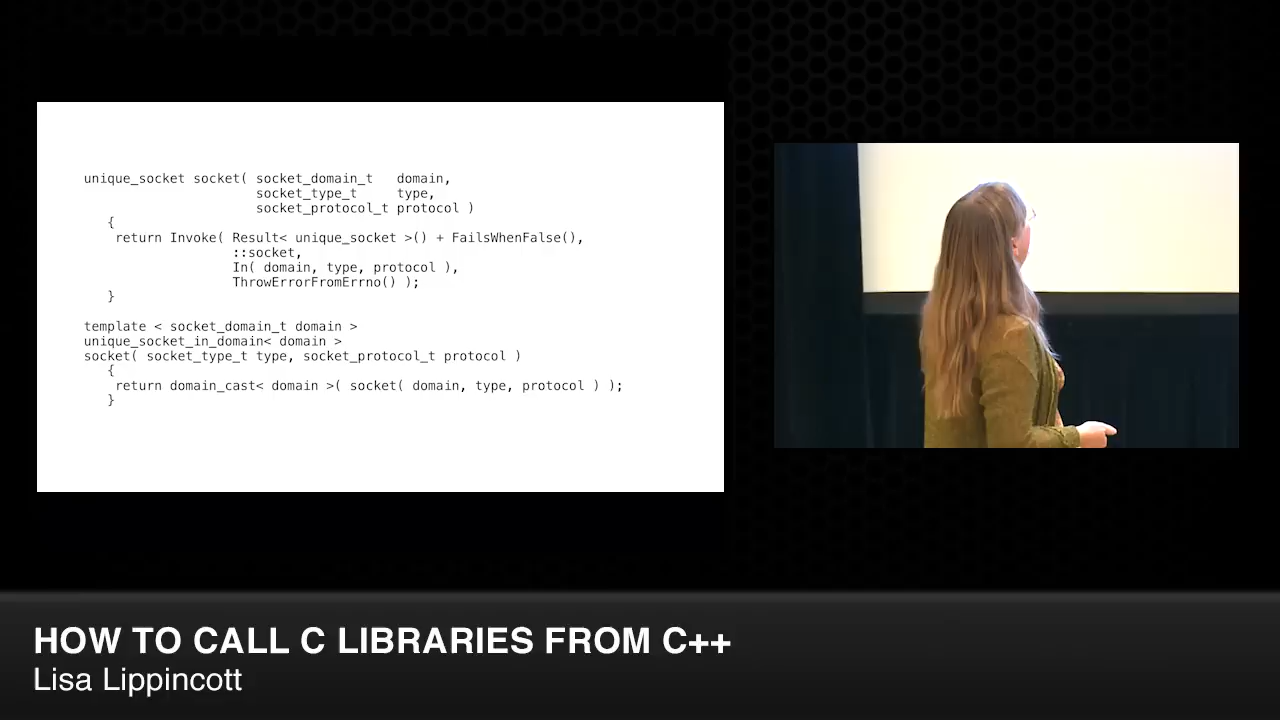 unique_socket socket( socket_domain_t   domain,
                      socket_type_t     type,
                      socket_protocol_t protocol )
   {
    return Invoke( Result< unique_socket >() + FailsWhenFalse(),
                   ::socket,
                   In( domain, type, protocol ),
                   ThrowErrorFromErrno() );
   }
template < socket_domain_t domain >
unique_socket_in_domain< domain >
socket( socket_type_t type, socket_protocol_t protocol )
   {
    return domain_cast< domain >( socket( domain, type, protocol ) );
   }
HOW TO CALL C LIBRARIES FROM C++
Lisa Lippincott